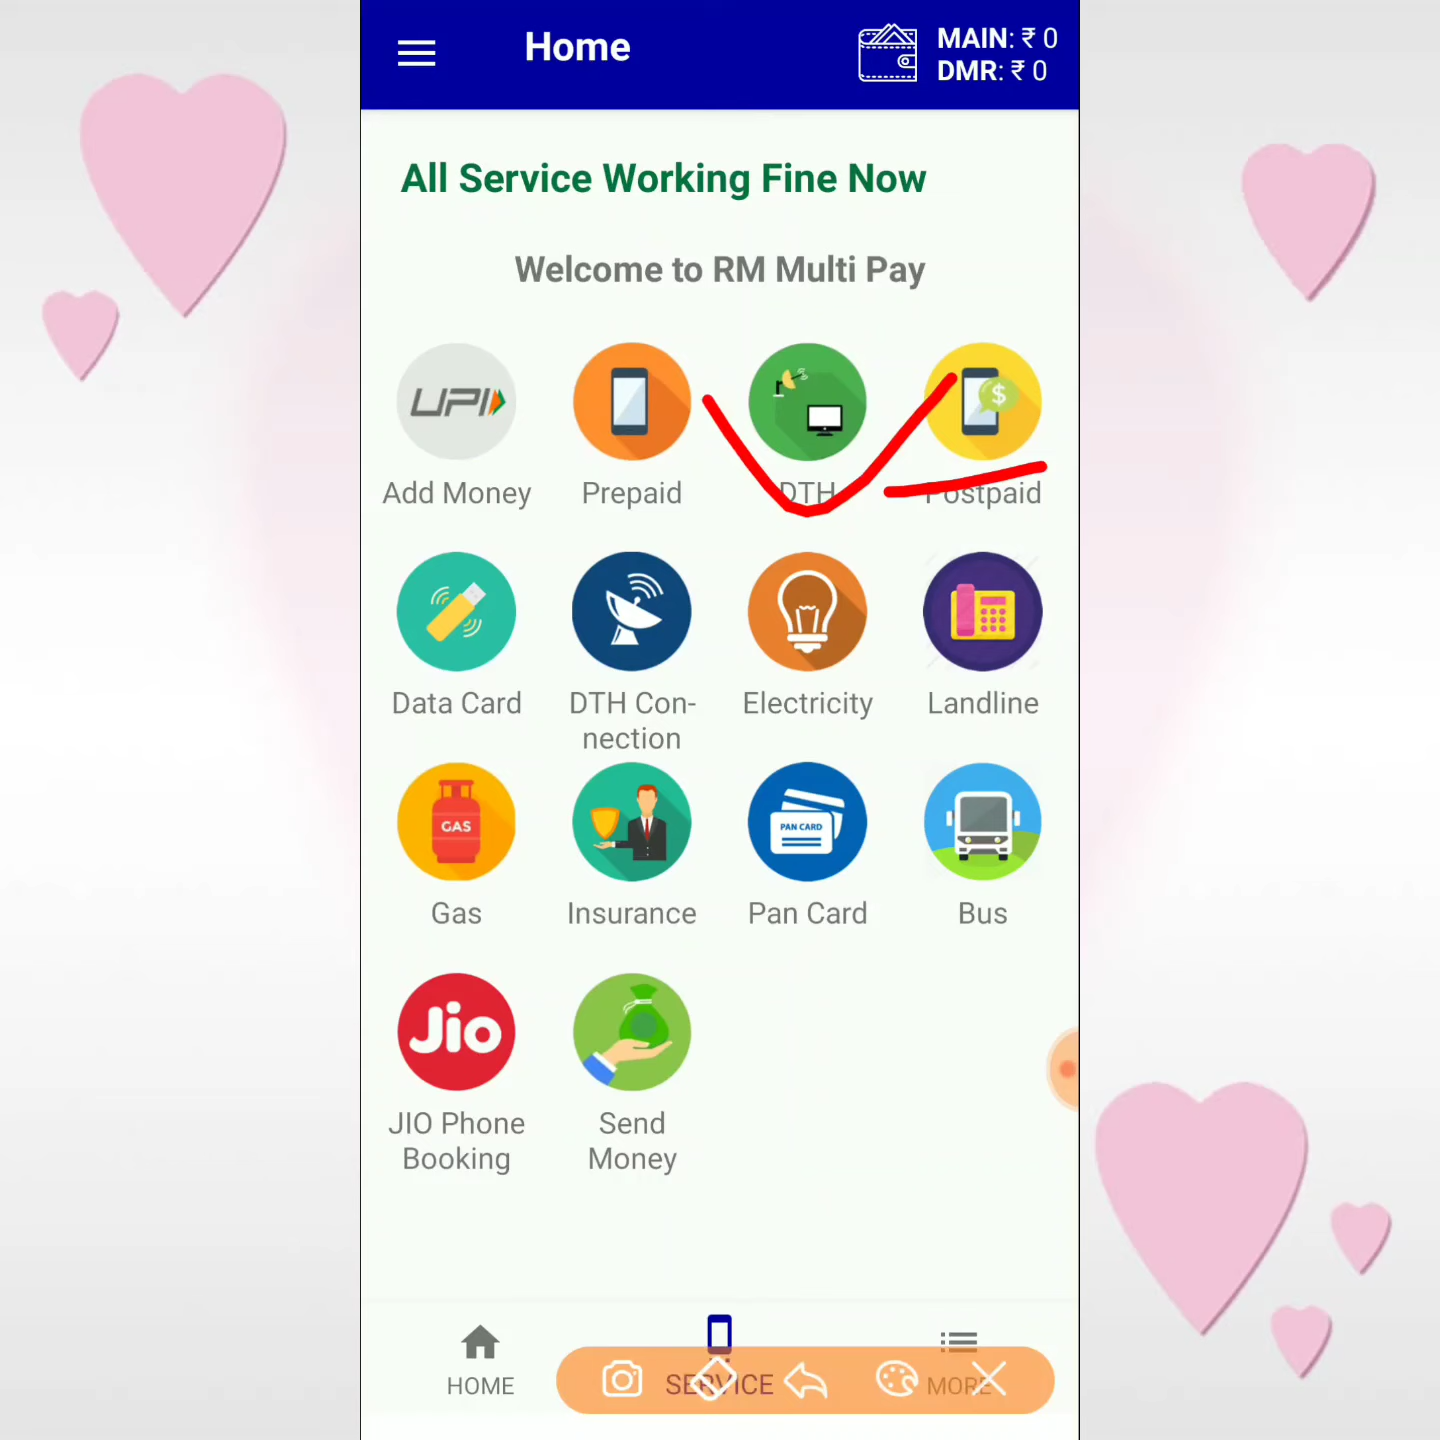 Home
MAIN: ₹ 0
DMR: ₹ 0
All Service Working Fine Now
Welcome to RM Multi Pay
UPI
$
Add Money
Prepaid
DTH
Postpaid
Data Card
DTH Con-
nection
Electricity
Landline
GAS
PAN CARD
Gas
Insurance
Pan Card
Bus
Jio
JIO Phone
Booking
Send
Money
HOME
SERVICE
MORE